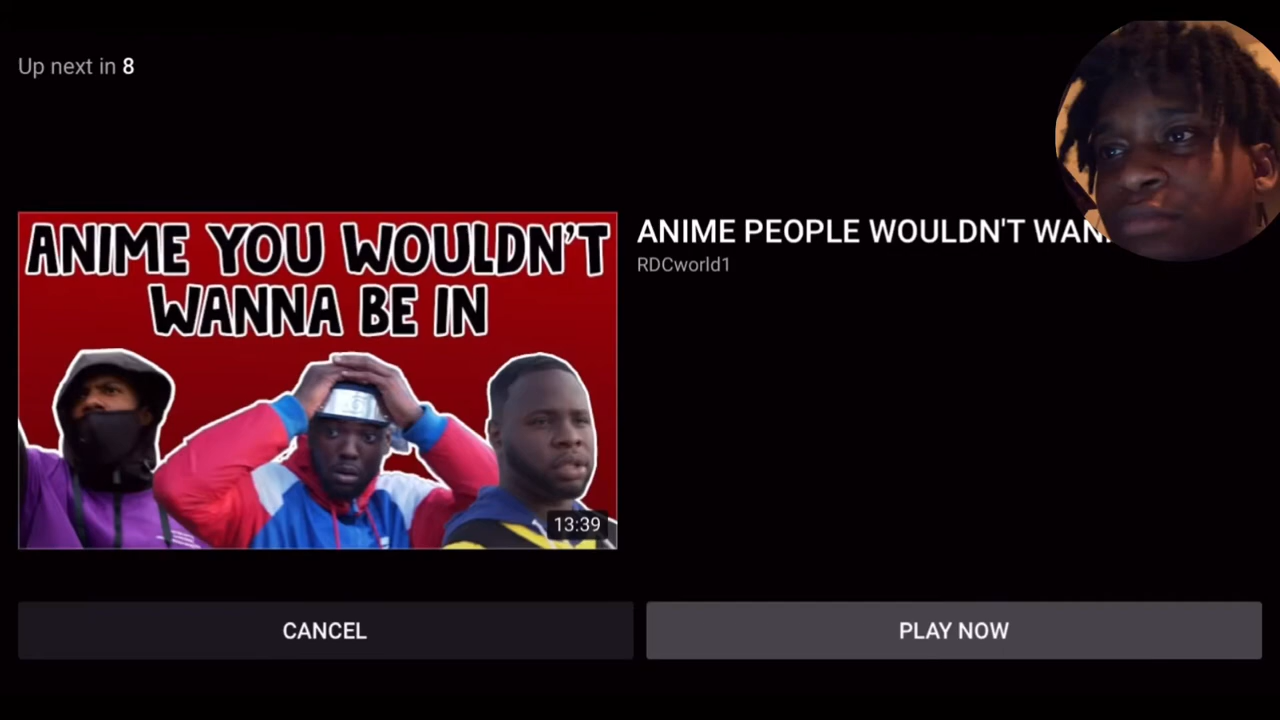 Up next in 8
ANIME YOU WOULDN'T
WANNA BE IN
13:39
ANIME PEOPLE WOULDN'T
RDCworld1
CANCEL
PLAY NOW